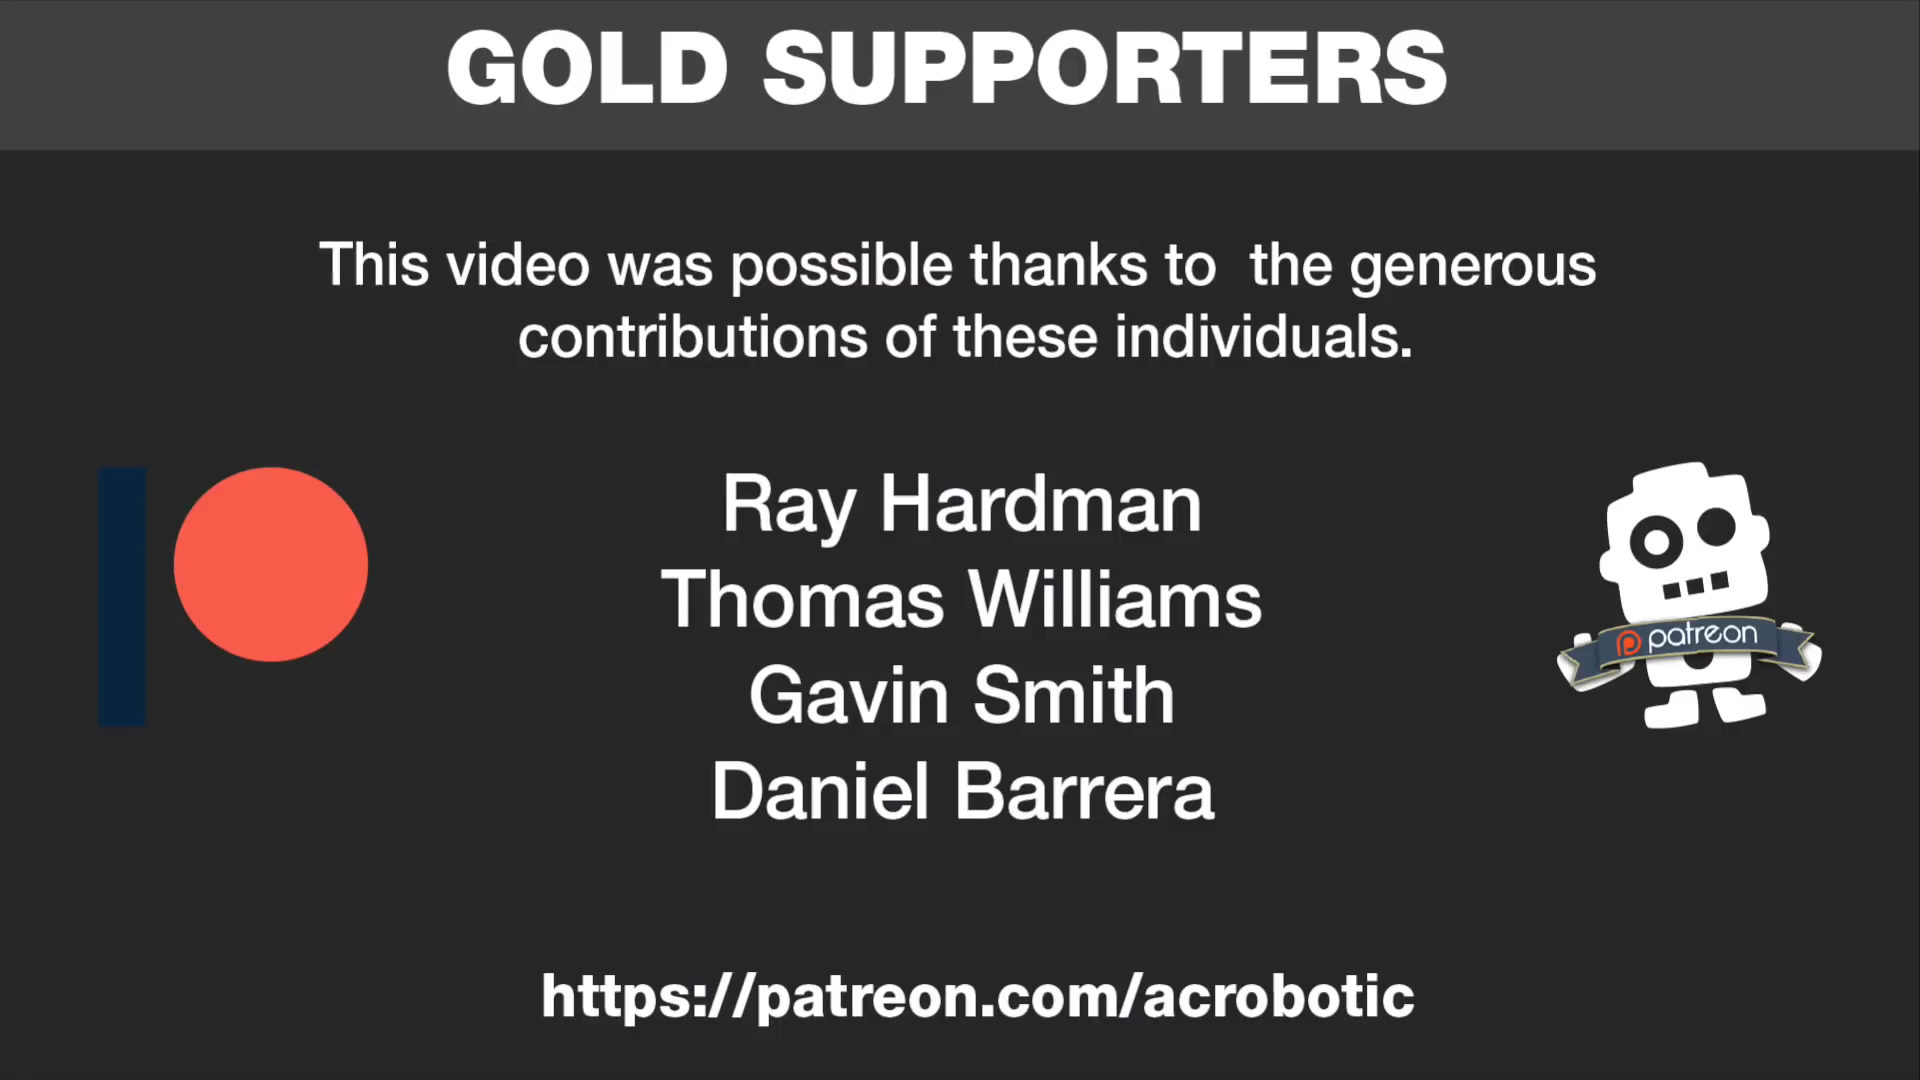 GOLD SUPPORTERS
This video was possible thanks to  the generous
contributions of these individuals.
Ray Hardman
Thomas Williams
Gavin Smith
Daniel Barrera
patreon
https://patreon.com/acrobotic